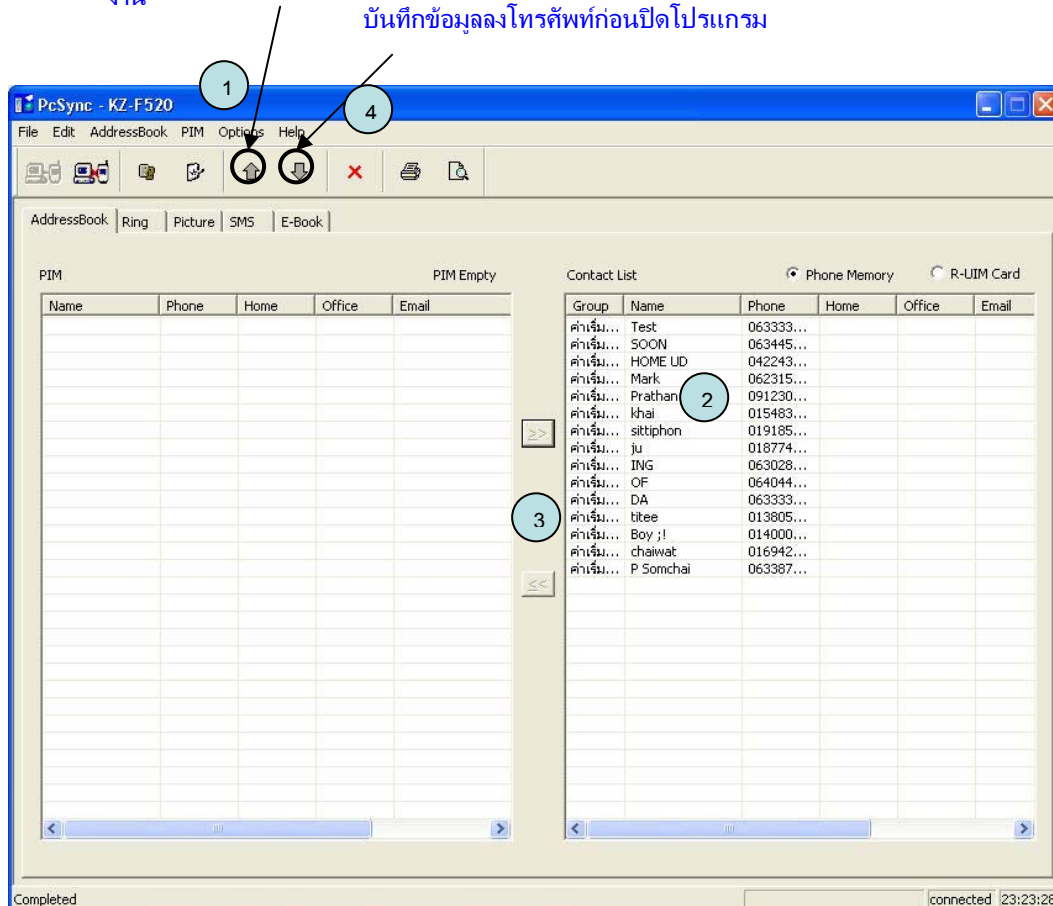 งาน
บันทึกข้อมูลลงโทรศัพท์ก่อนปิดโปรแกรม
1
4
PcSync - KZ-F520
File Edit AddressBook PIM Options Help
AddressBook Ring Picture SMS E-Book
PIM PIM Empty Contact List Phone Memory R-UIM Card
Name Phone Home Office Email Group Name Phone Home Office Email
ค่าเริ่ม... Test 063333...
ค่าเริ่ม... SOON 063445...
ค่าเริ่ม... HOME UD 042243...
ค่าเริ่ม... Mark 062315...
ค่าเริ่ม... Prathan 091230...
2
ค่าเริ่ม... khai 015483...
ค่าเริ่ม... sittiphon 019185...
>>
ค่าเริ่ม... ju 018774...
ค่าเริ่ม... ING 063028...
ค่าเริ่ม... OF 064044...
ค่าเริ่ม... DA 063333...
3
ค่าเริ่ม... titee 013805...
ค่าเริ่ม... Boy ;! 014000...
ค่าเริ่ม... chaiwat 016942...
ค่าเริ่ม... P Somchai 063387...
<<
Completed connected 23:23:28